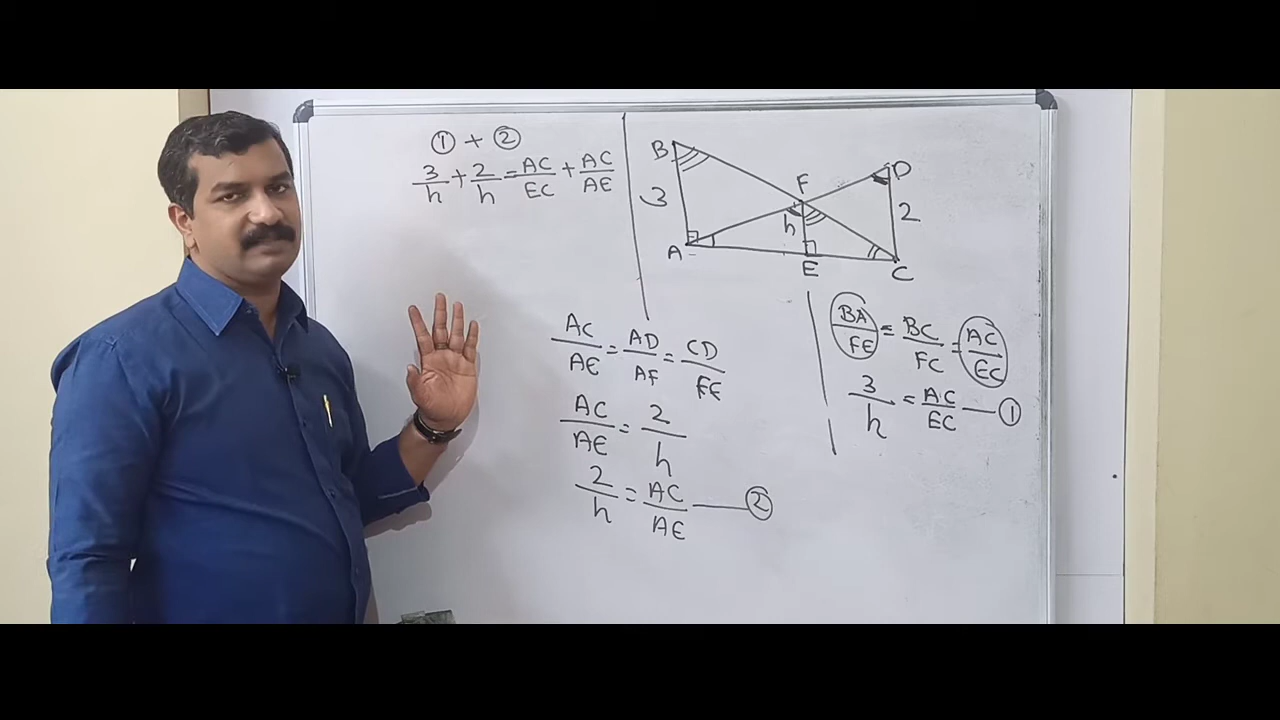 ① + ②
3/h + 2/h = AC/EC + AC/AE
B
D
F
3
h
2
A
E
C
AC/AE = AD/AF = CD/FE
AC/AE = 2/h
2/h = AC/AE — ②
BA/FE = BC/FC = AC/EC
3/h = AC/EC — ①